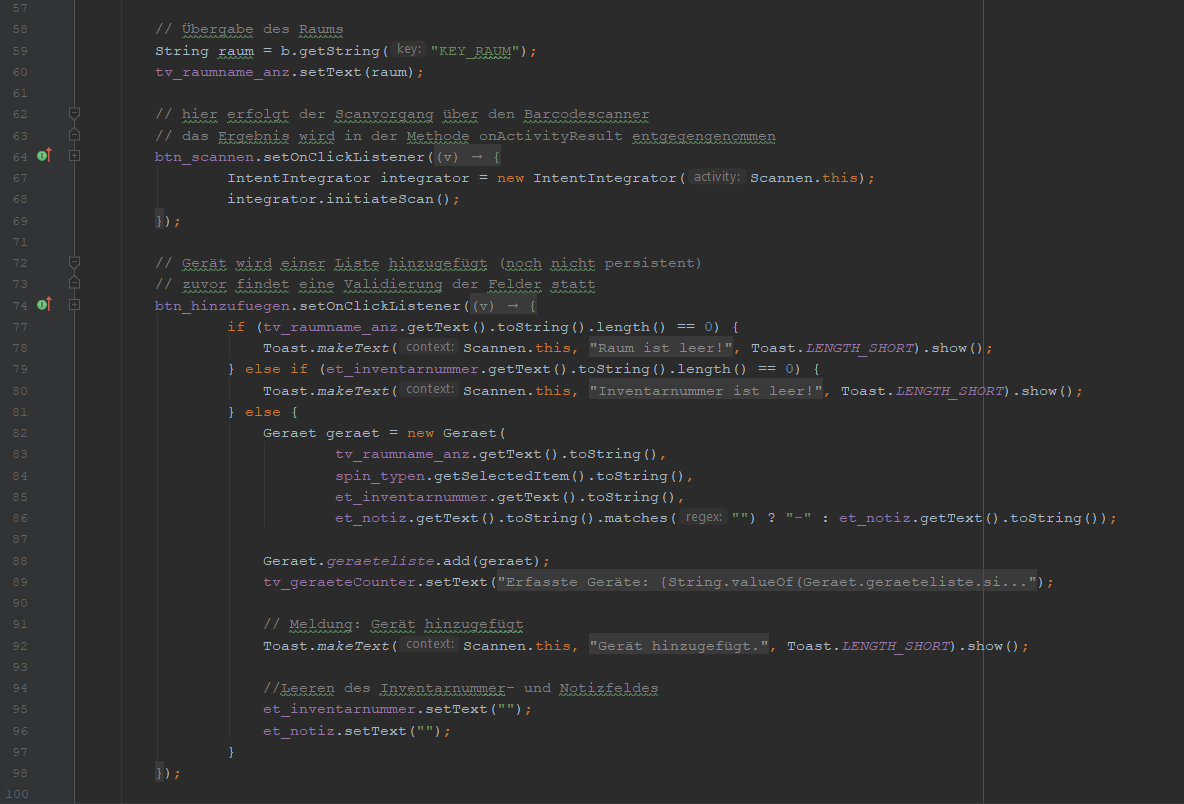 57
58 // Übergabe des Raums
59 String raum = b.getString( key: "KEY_RAUM");
60 tv_raumname_anz.setText(raum);
61
62 // hier erfolgt der Scanvorgang über den Barcodescanner
63 // das Ergebnis wird in der Methode onActivityResult entgegengenommen
64 btn_scannen.setOnClickListener((v) → {
67 IntentIntegrator integrator = new IntentIntegrator( activity: Scannen.this);
68 integrator.initiateScan();
69 });
71
72 // Gerät wird einer Liste hinzugefügt (noch nicht persistent)
73 // zuvor findet eine Validierung der Felder statt
74 btn_hinzufuegen.setOnClickListener((v) → {
77 if (tv_raumname_anz.getText().toString().length() == 0) {
78 Toast.makeText( context: Scannen.this, "Raum ist leer!", Toast.LENGTH_SHORT).show();
79 } else if (et_inventarnummer.getText().toString().length() == 0) {
80 Toast.makeText( context: Scannen.this, "Inventarnummer ist leer!", Toast.LENGTH_SHORT).show();
81 } else {
82 Geraet geraet = new Geraet(
83 tv_raumname_anz.getText().toString(),
84 spin_typen.getSelectedItem().toString(),
85 et_inventarnummer.getText().toString(),
86 et_notiz.getText().toString().matches( regex: "") ? "-" : et_notiz.getText().toString());
87
88 Geraet.geraeteliste.add(geraet);
89 tv_geraeteCounter.setText("Erfasste Geräte: {String.valueOf(Geraet.geraeteliste.si...");
90
91 // Meldung: Gerät hinzugefügt
92 Toast.makeText( context: Scannen.this, "Gerät hinzugefügt.", Toast.LENGTH_SHORT).show();
93
94 //Leeren des Inventarnummer- und Notizfeldes
95 et_inventarnummer.setText("");
96 et_notiz.setText("");
97 }
98 });
100